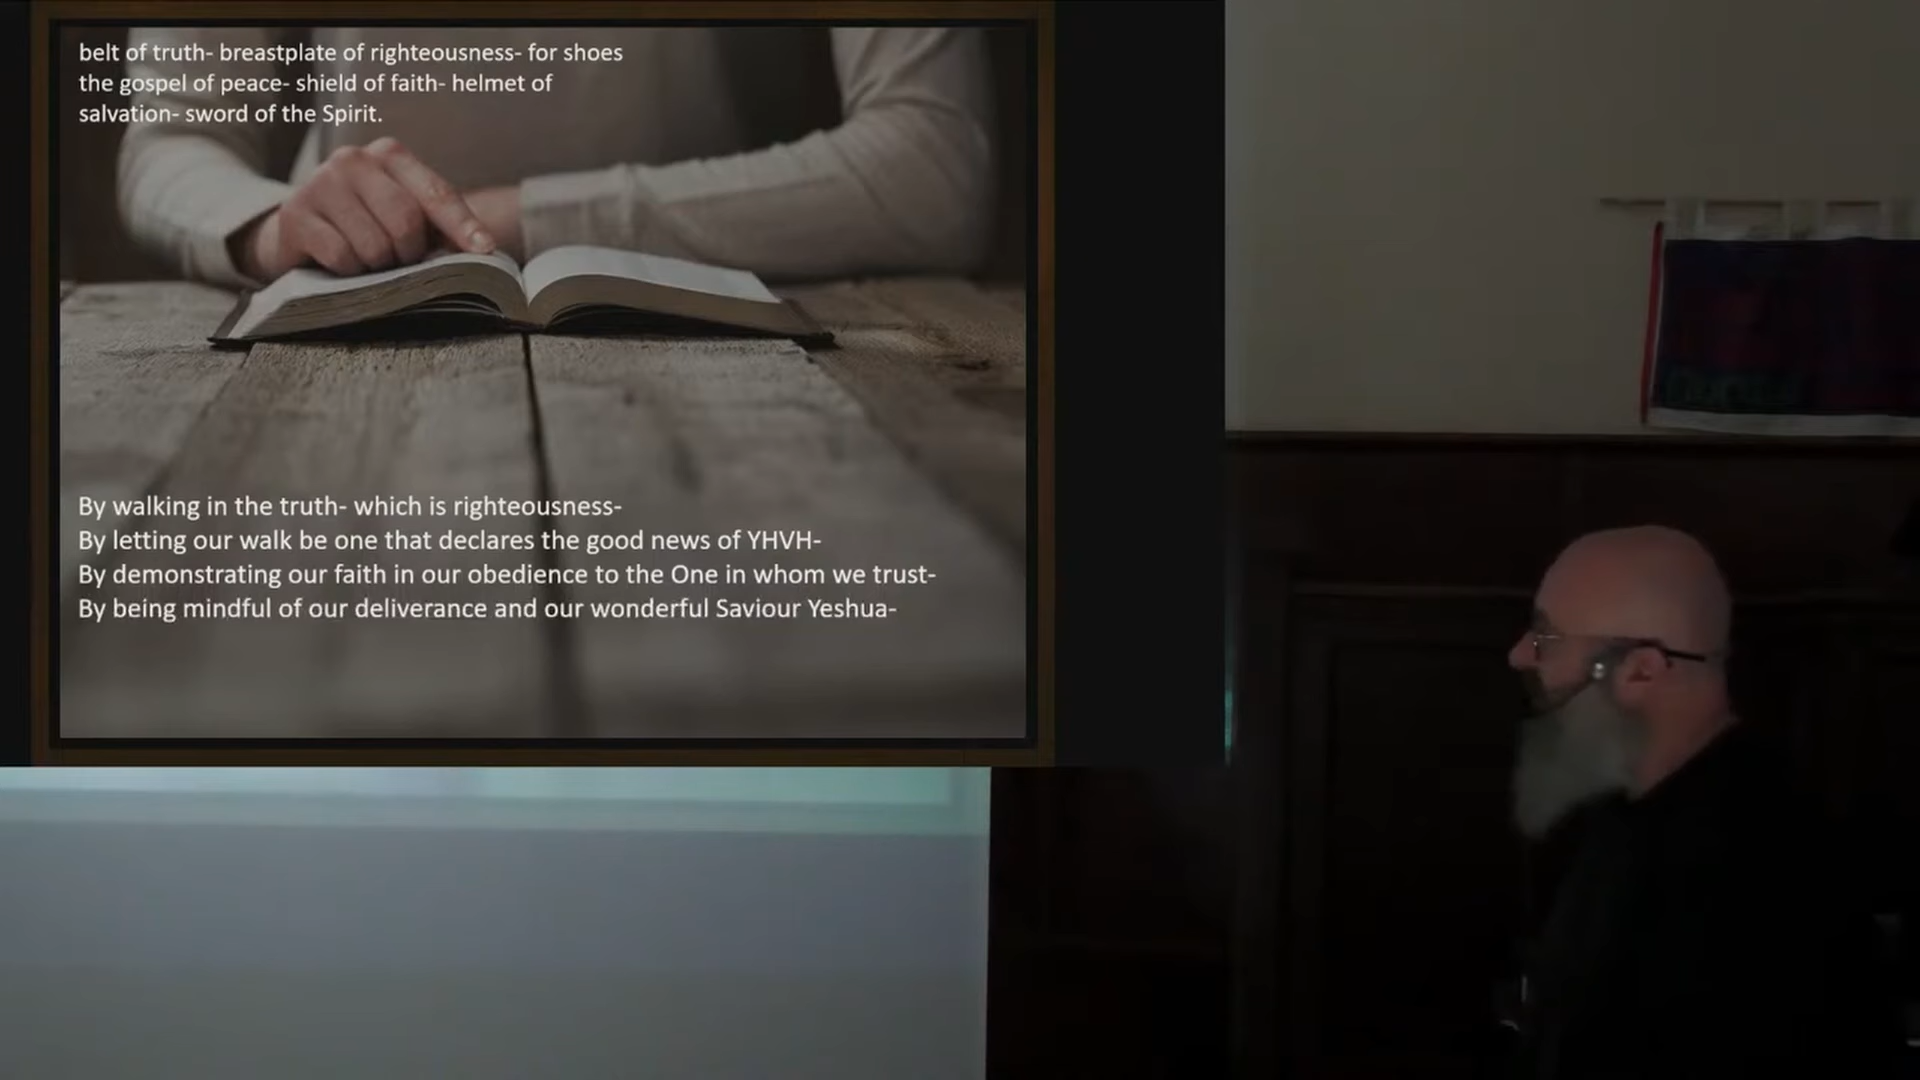 belt of truth- breastplate of righteousness- for shoes
the gospel of peace- shield of faith- helmet of
salvation- sword of the Spirit.
By walking in the truth- which is righteousness-
By letting our walk be one that declares the good news of YHVH-
By demonstrating our faith in our obedience to the One in whom we trust-
By being mindful of our deliverance and our wonderful Saviour Yeshua-